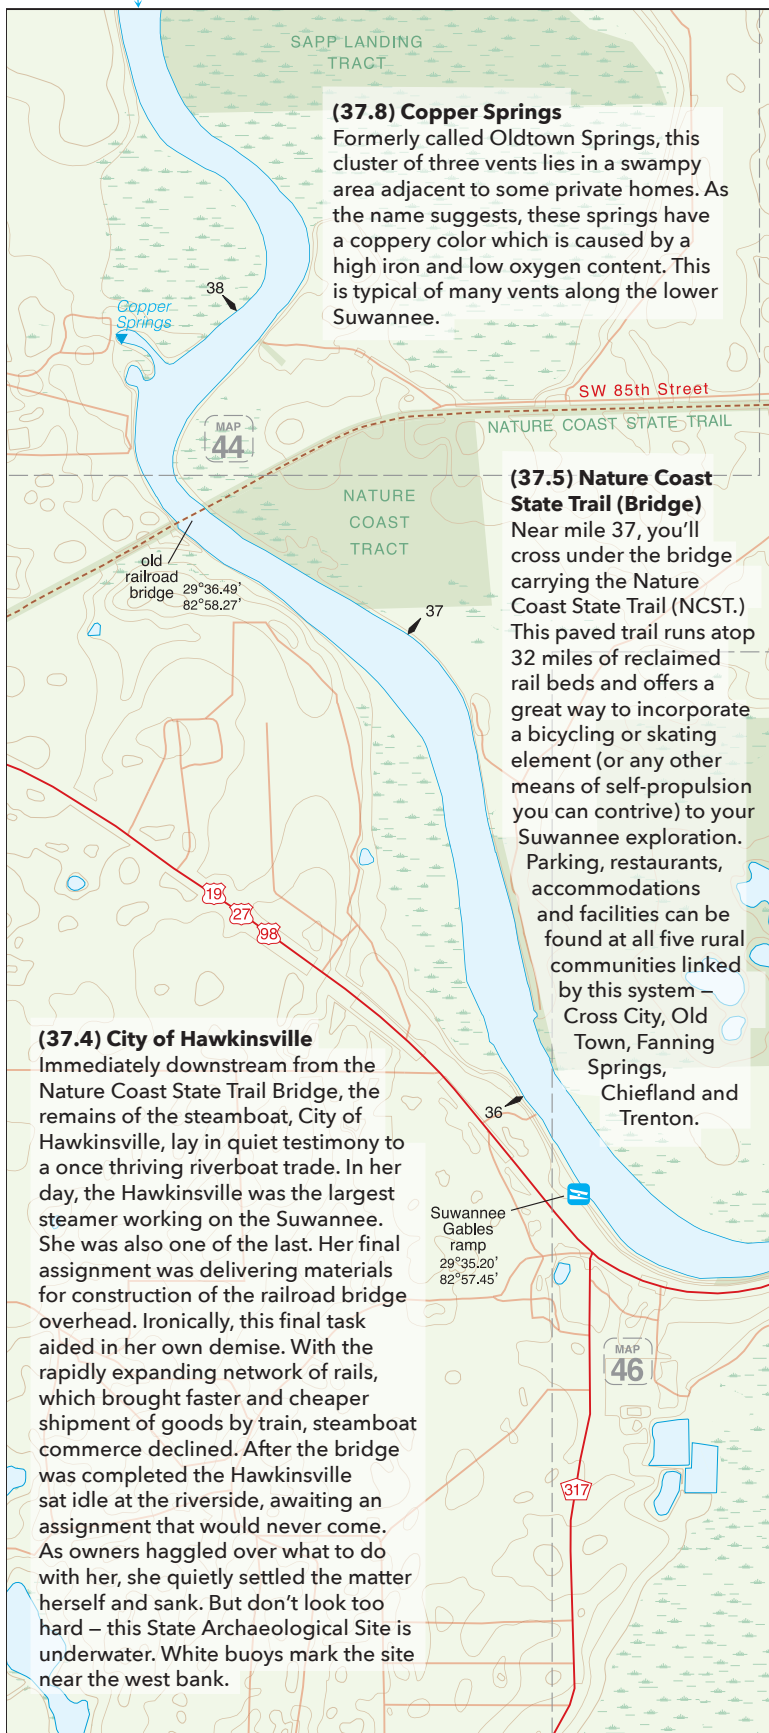 SAPP LANDING
TRACT
(37.8) Copper Springs
Formerly called Oldtown Springs, this
cluster of three vents lies in a swampy
area adjacent to some private homes. As
the name suggests, these springs have
a coppery color which is caused by a
high iron and low oxygen content. This
is typical of many vents along the lower
Suwannee.
38
Copper
Springs
SW 85th Street
NATURE COAST STATE TRAIL
MAP
44
NATURE
COAST
TRACT
(37.5) Nature Coast
State Trail (Bridge)
Near mile 37, you’ll
cross under the bridge
carrying the Nature
Coast State Trail (NCST.)
This paved trail runs atop
32 miles of reclaimed
rail beds and offers a
great way to incorporate
a bicycling or skating
element (or any other
means of self-propulsion
you can contrive) to your
Suwannee exploration.
Parking, restaurants,
accommodations
and facilities can be
found at all five rural
communities linked
by this system –
Cross City, Old
Town, Fanning
Springs,
Chiefland and
Trenton.
old
railroad
bridge
29°36.49’
82°58.27’
37
19
27
98
(37.4) City of Hawkinsville
Immediately downstream from the
Nature Coast State Trail Bridge, the
remains of the steamboat, City of
Hawkinsville, lay in quiet testimony to
a once thriving riverboat trade. In her
day, the Hawkinsville was the largest
steamer working on the Suwannee.
She was also one of the last. Her final
assignment was delivering materials
for construction of the railroad bridge
overhead. Ironically, this final task
aided in her own demise. With the
rapidly expanding network of rails,
which brought faster and cheaper
shipment of goods by train, steamboat
commerce declined. After the bridge
was completed the Hawkinsville
sat idle at the riverside, awaiting an
assignment that would never come.
As owners haggled over what to do
with her, she quietly settled the matter
herself and sank. But don’t look too
hard – this State Archaeological Site is
underwater. White buoys mark the site
near the west bank.
36
Suwannee
Gables
ramp
29°35.20’
82°57.45’
MAP
46
317